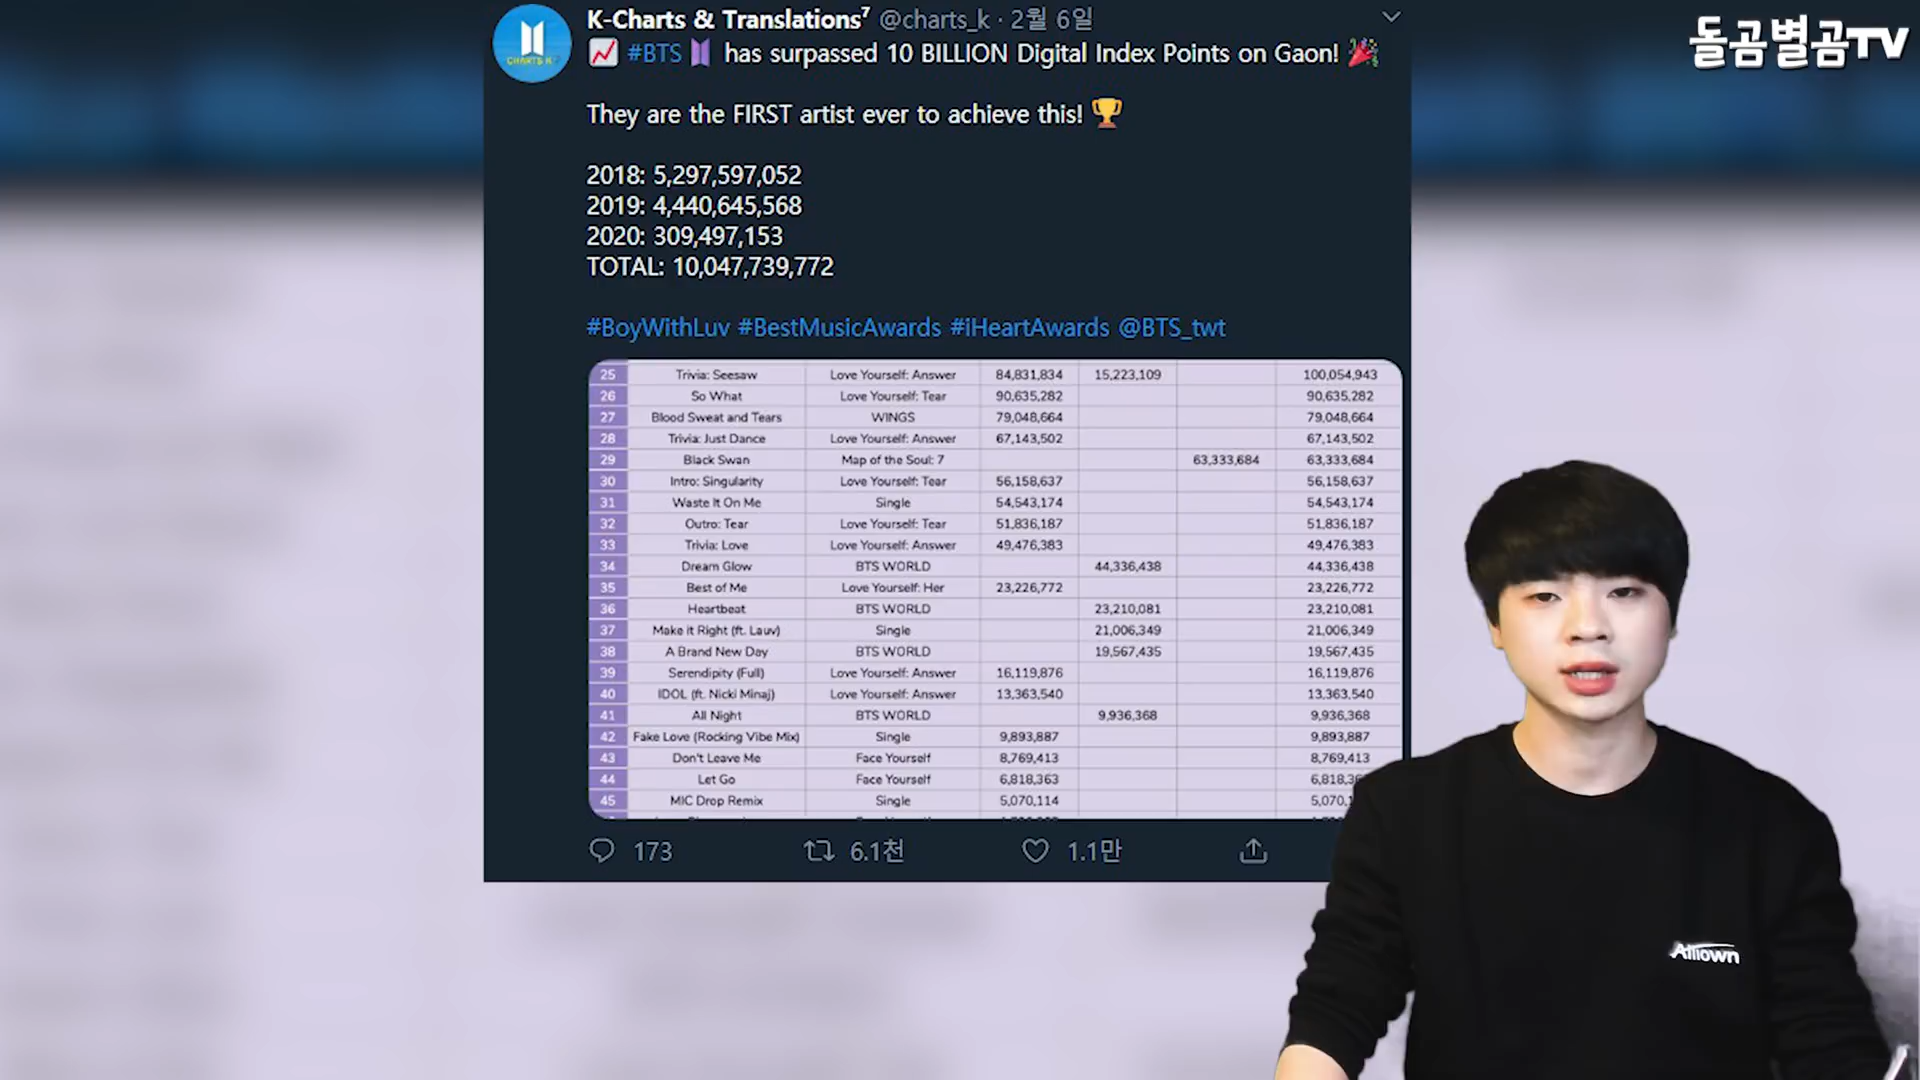 K-Charts & Translations⁷ @charts_k · 2월 6일
돌곰별곰TV
CHARTS K
📈 #BTS has surpassed 10 BILLION Digital Index Points on Gaon! 🎉
They are the FIRST artist ever to achieve this! 🏆
2018: 5,297,597,052
2019: 4,440,645,568
2020: 309,497,153
TOTAL: 10,047,739,772
#BoyWithLuv #BestMusicAwards #iHeartAwards @BTS_twt
25 Trivia: Seesaw Love Yourself: Answer 84,831,834 15,223,109 100,054,943
26 So What Love Yourself: Tear 90,635,282 90,635,282
27 Blood Sweat and Tears WINGS 79,048,664 79,048,664
28 Trivia: Just Dance Love Yourself: Answer 67,143,502 67,143,502
29 Black Swan Map of the Soul: 7 63,333,684 63,333,684
30 Intro: Singularity Love Yourself: Tear 56,158,637 56,158,637
31 Waste It On Me Single 54,543,174 54,543,174
32 Outro: Tear Love Yourself: Tear 51,836,187 51,836,187
33 Trivia: Love Love Yourself: Answer 49,476,383 49,476,383
34 Dream Glow BTS WORLD 44,336,438 44,336,438
35 Best of Me Love Yourself: Her 23,226,772 23,226,772
36 Heartbeat BTS WORLD 23,210,081 23,210,081
37 Make it Right (ft. Lauv) Single 21,006,349 21,006,349
38 A Brand New Day BTS WORLD 19,567,435 19,567,435
39 Serendipity (Full) Love Yourself: Answer 16,119,876 16,119,876
40 IDOL (ft. Nicki Minaj) Love Yourself: Answer 13,363,540 13,363,540
41 All Night BTS WORLD 9,936,368 9,936,368
42 Fake Love (Rocking Vibe Mix) Single 9,893,887 9,893,887
43 Don't Leave Me Face Yourself 8,769,413 8,769,413
44 Let Go Face Yourself 6,818,363 6,818,36
45 MIC Drop Remix Single 5,070,114 5,070,1
173 6.1천 1.1만
Alliown